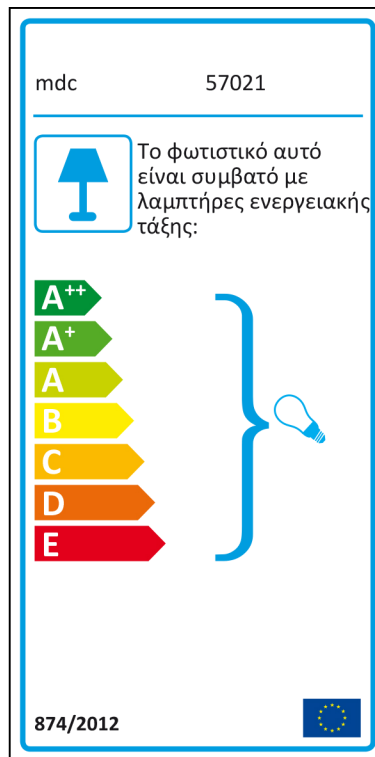 mdc 57021
Το φωτιστικό αυτό
είναι συμβατό με
λαμπτήρες ενεργειακής
τάξης:
A++
A+
A
B
C
D
E
874/2012